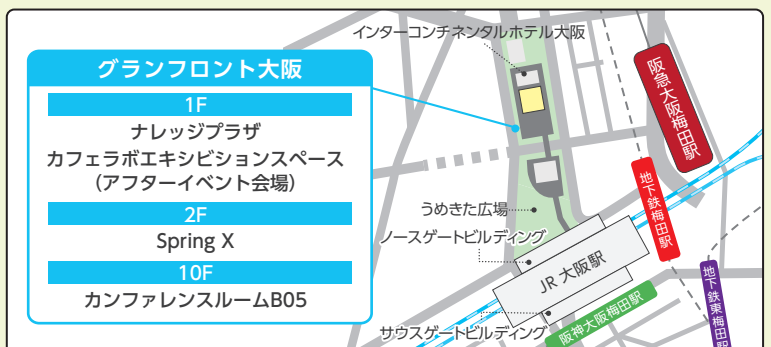 インターコンチネンタルホテル大阪
グランフロント大阪
1F
ナレッジプラザ
カフェラボエキシビションスペース
(アフターイベント会場)
2F
Spring X
10F
カンファレンスルームB05
阪急大阪梅田駅
地下鉄梅田駅
うめきた広場
ノースゲートビルディング
JR 大阪駅
地下鉄東梅田駅
阪神大阪梅田駅
サウスゲートビルディング